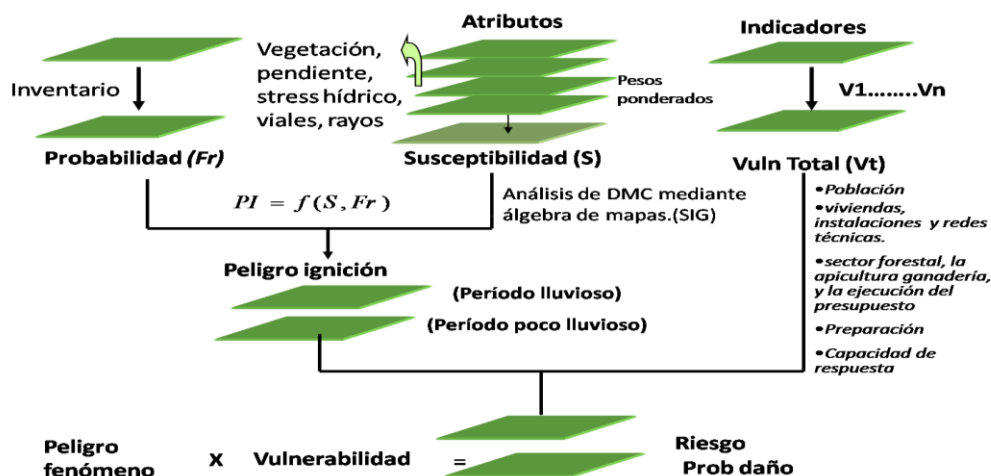 Atributos
Indicadores
Vegetación,
pendiente,
stress hídrico,
viales, rayos
Inventario
Pesos
ponderados
V1........Vn
Probabilidad (Fr)
Susceptibilidad (S)
Vuln Total (Vt)
PI = f(S, Fr)
Análisis de DMC mediante
álgebra de mapas.(SIG)
•Población
•viviendas,
instalaciones y redes
técnicas.
•sector forestal, la
apicultura ganadería,
y la ejecución del
presupuesto
•Preparación
•Capacidad de
respuesta
Peligro ignición
(Período lluvioso)
(Período poco lluvioso)
Peligro
fenómeno
X Vulnerabilidad =
Riesgo
Prob daño